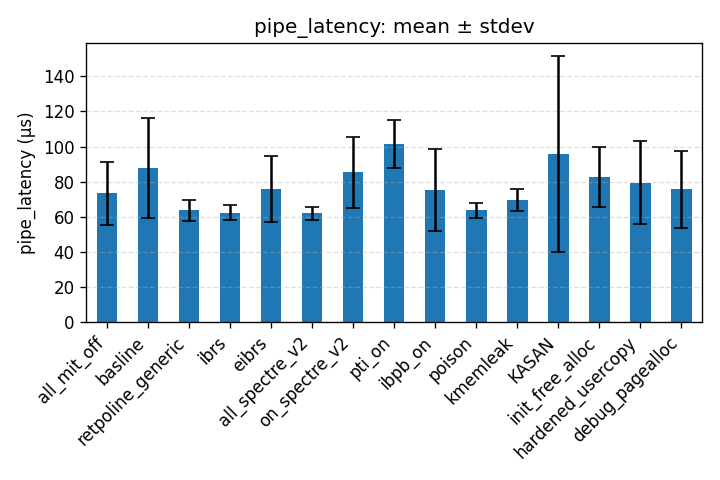 pipe_latency: mean ± stdev
pipe_latency (µs)
140
120
100
80
60
40
20
0
all_mit_off
basline
retpoline_generic
ibrs
eibrs
all_spectre_v2
on_spectre_v2
pti_on
ibpb_on
poison
kmemleak
KASAN
init_free_alloc
hardened_usercopy
debug_pagealloc